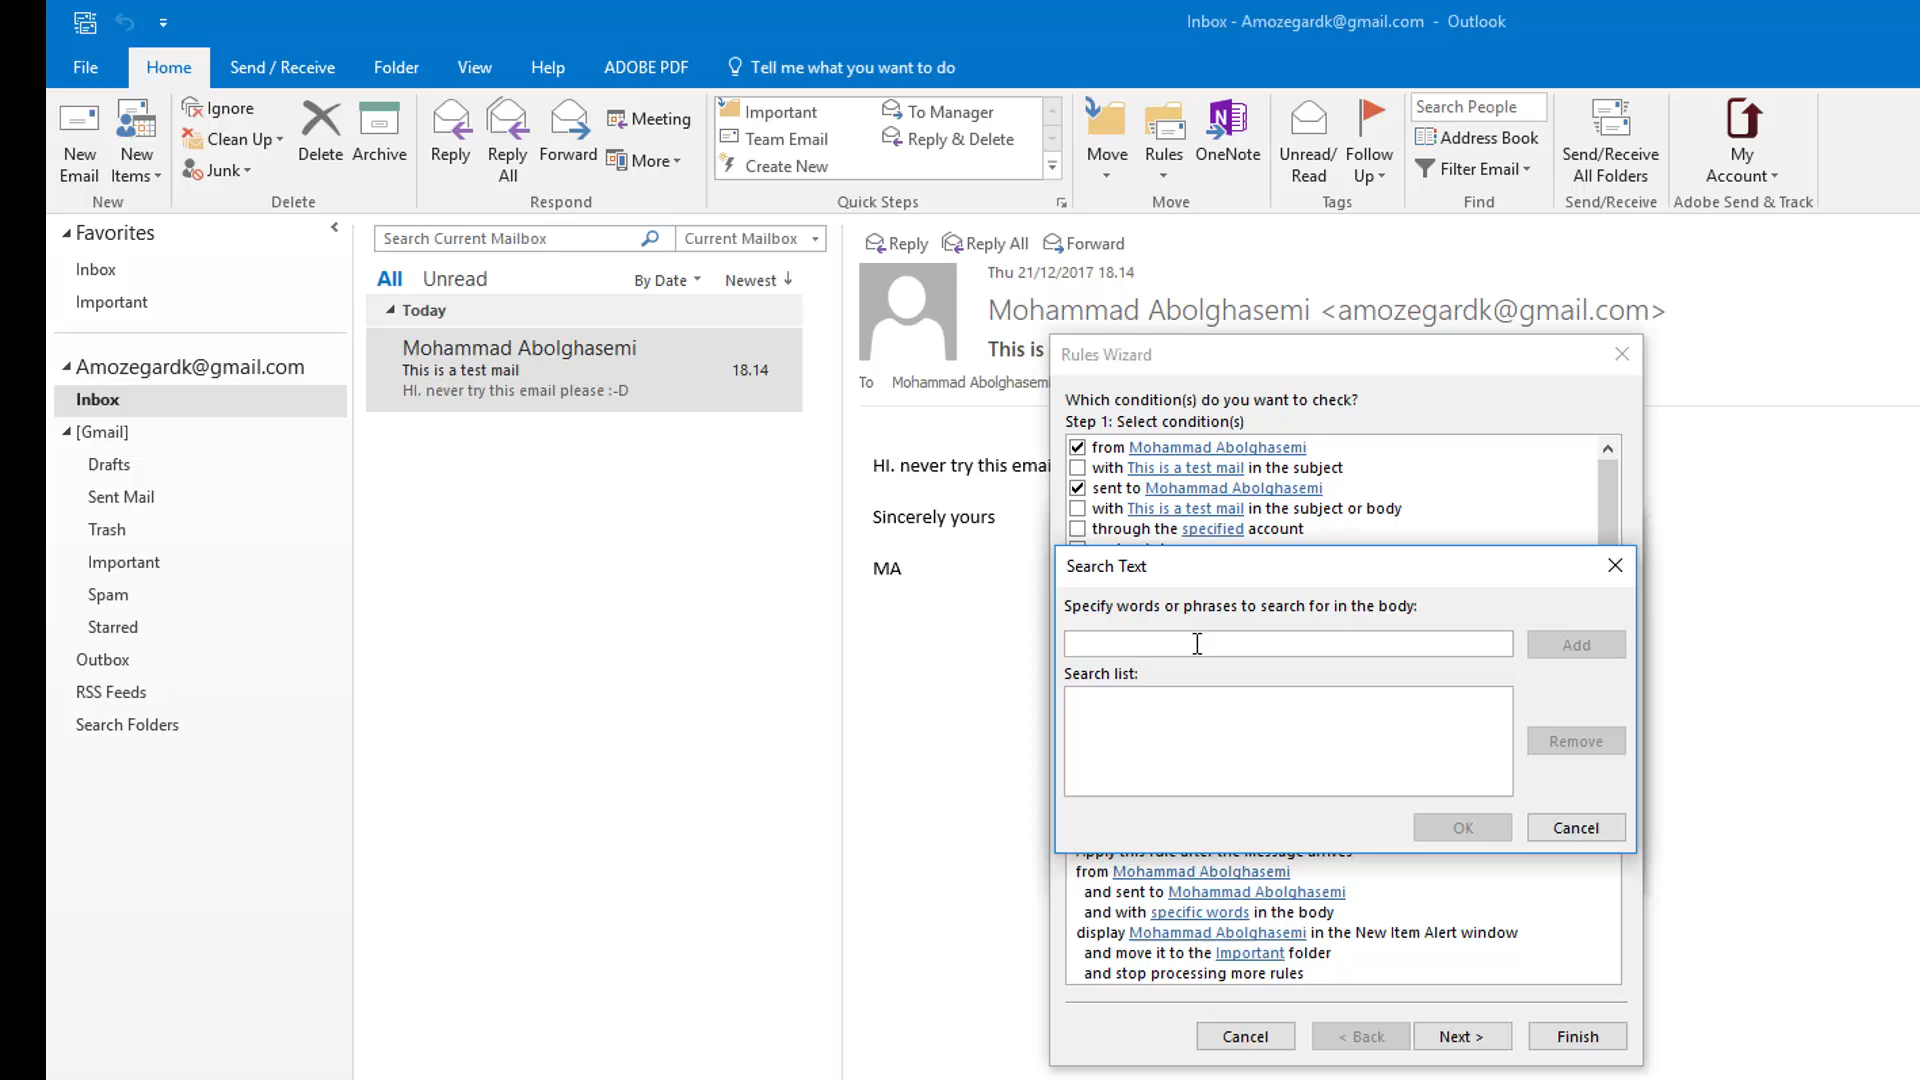 Inbox - Amozegardk@gmail.com - Outlook
File Home Send / Receive Folder View Help ADOBE PDF Tell me what you want to do
New Email
New Items
Ignore
Clean Up
Junk
Delete
Archive
Reply
Reply All
Forward
Meeting
More
Important
Team Email
Create New
To Manager
Reply & Delete
Move
Rules
OneNote
Unread/ Read
Follow Up
Search People
Address Book
Filter Email
Send/Receive All Folders
My Account
New Delete Respond Quick Steps Move Tags Find Send/Receive Adobe Send & Track
Favorites
Inbox
Important
Amozegardk@gmail.com
Inbox
[Gmail]
Drafts
Sent Mail
Trash
Important
Spam
Starred
Outbox
RSS Feeds
Search Folders
Search Current Mailbox Current Mailbox
All Unread By Date Newest
Today
Mohammad Abolghasemi
This is a test mail 18.14
HI. never try this email please :-D
Reply Reply All Forward
Thu 21/12/2017 18.14
Mohammad Abolghasemi <amozegardk@gmail.com>
This is
To Mohammad Abolghasemi
HI. never try this emai
Sincerely yours
MA
Rules Wizard
Which condition(s) do you want to check?
Step 1: Select condition(s)
from Mohammad Abolghasemi
with This is a test mail in the subject
sent to Mohammad Abolghasemi
with This is a test mail in the subject or body
through the specified account
Search Text
Specify words or phrases to search for in the body:
Add
Search list:
Remove
OK Cancel
Apply this rule after the message arrives
from Mohammad Abolghasemi
and sent to Mohammad Abolghasemi
and with specific words in the body
display Mohammad Abolghasemi in the New Item Alert window
and move it to the Important folder
and stop processing more rules
Cancel < Back Next > Finish